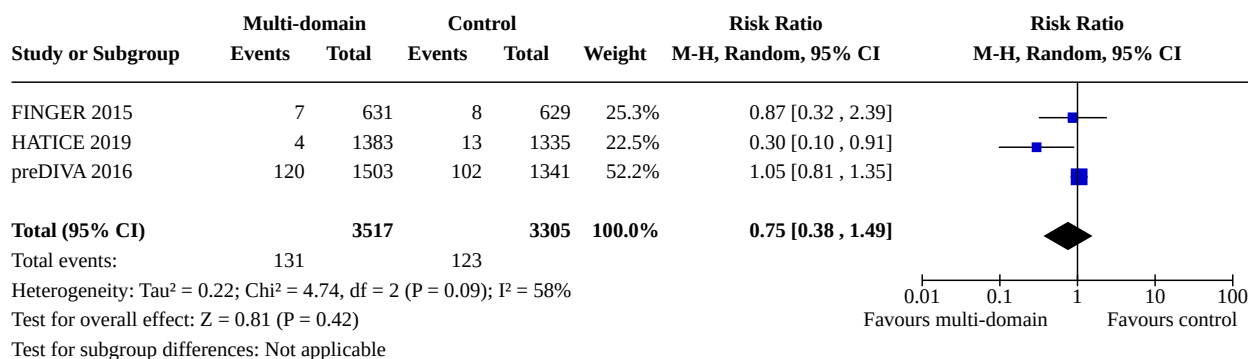 Multi-domain Control Risk Ratio Risk Ratio
Study or Subgroup Events Total Events Total Weight M-H, Random, 95% CI M-H, Random, 95% CI
FINGER 2015 7 631 8 629 25.3% 0.87 [0.32 , 2.39]
HATICE 2019 4 1383 13 1335 22.5% 0.30 [0.10 , 0.91]
preDIVA 2016 120 1503 102 1341 52.2% 1.05 [0.81 , 1.35]
Total (95% CI) 3517 3305 100.0% 0.75 [0.38 , 1.49]
Total events: 131 123
Heterogeneity: Tau² = 0.22; Chi² = 4.74, df = 2 (P = 0.09); I² = 58%
0.01 0.1 1 10 100
Test for overall effect: Z = 0.81 (P = 0.42) Favours multi-domain Favours control
Test for subgroup differences: Not applicable